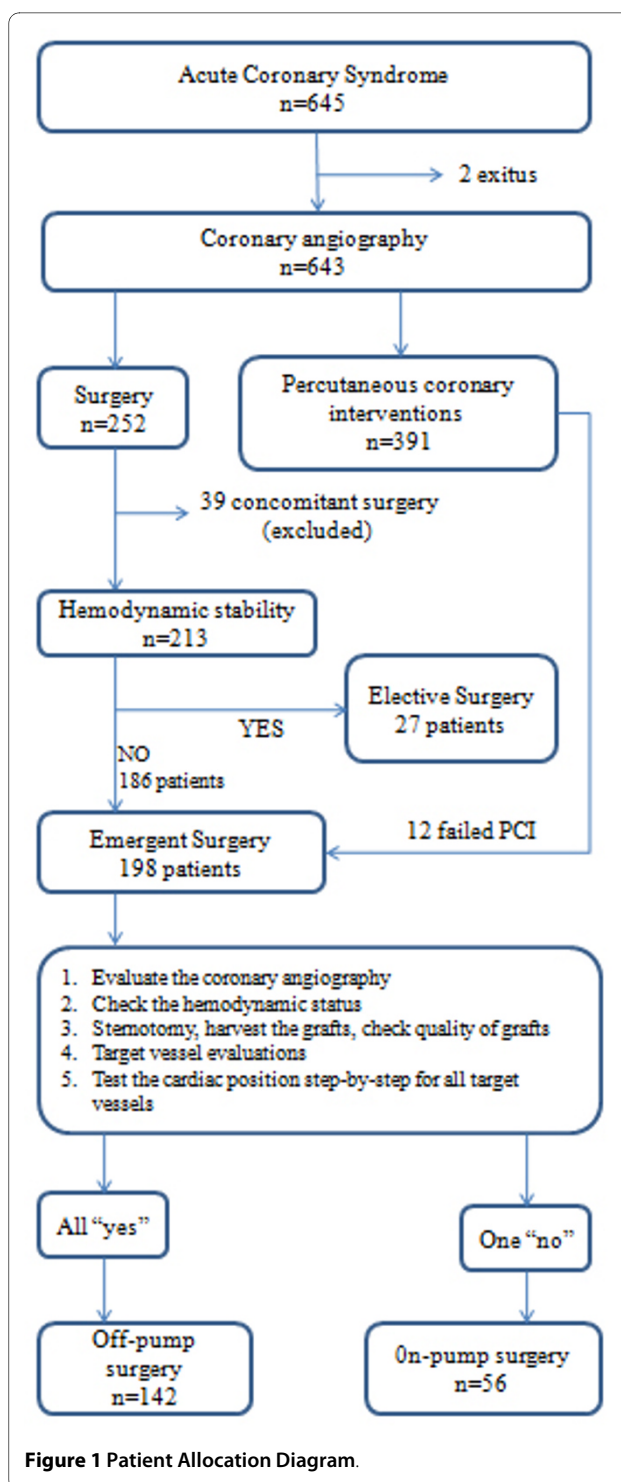 Acute Coronary Syndrome
n=645
2 exitus
Coronary angiography
n=643
Surgery
n=252
Percutaneous coronary
interventions
n=391
39 concomitant surgery
(excluded)
Hemodynamic stability
n=213
Elective Surgery
27 patients
YES
NO
186 patients
Emergent Surgery
198 patients
12 failed PCI
1. Evaluate the coronary angiography
2. Check the hemodynamic status
3. Sternotomy, harvest the grafts, check quality of grafts
4. Target vessel evaluations
5. Test the cardiac position step-by-step for all target
vessels
All “yes”
One “no”
Off-pump
surgery
n=142
0n-pump surgery
n=56
Figure 1 Patient Allocation Diagram.